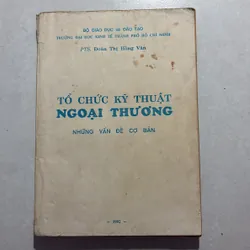 BỘ GIÁO DỤC VÀ ĐÀO TẠO
TRƯỜNG ĐẠI HỌC KINH TẾ THÀNH PHỐ HỒ CHÍ MINH
PTS. Đoàn Thị Hồng Vân
TỔ CHỨC KỸ THUẬT
NGOẠI THƯƠNG
NHỮNG VẤN ĐỀ CƠ BẢN